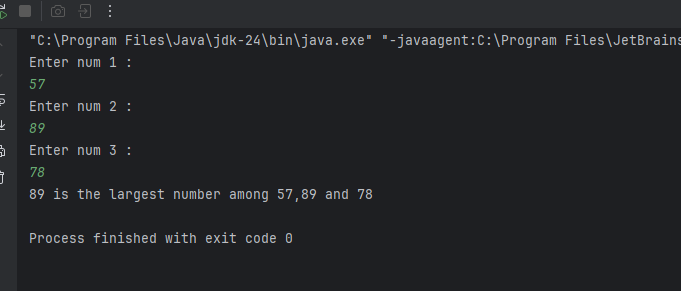 "C:\Program Files\Java\jdk-24\bin\java.exe" "-javaagent:C:\Program Files\JetBrains
Enter num 1 :
57
Enter num 2 :
89
Enter num 3 :
78
89 is the largest number among 57,89 and 78
Process finished with exit code 0